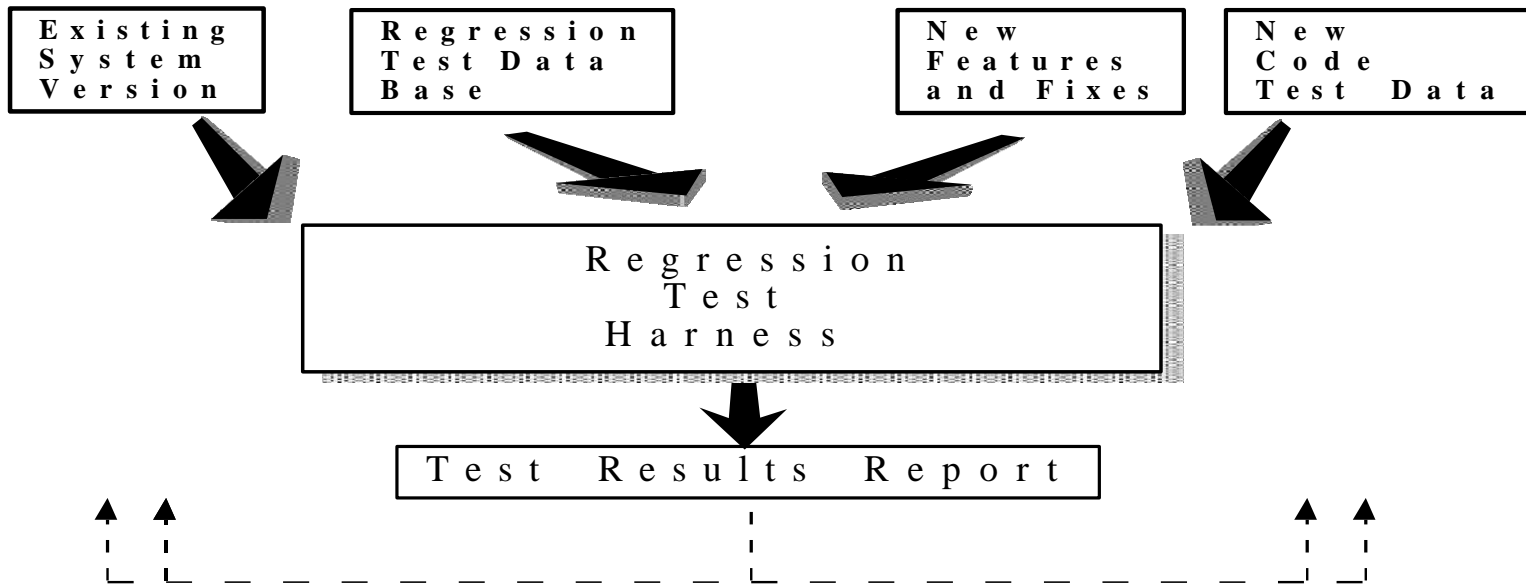 Existing
System
Version
Regression
Test Data
Base
New
Features
and Fixes
New
Code
Test Data
Regression
Test
Harness
Test Results Report